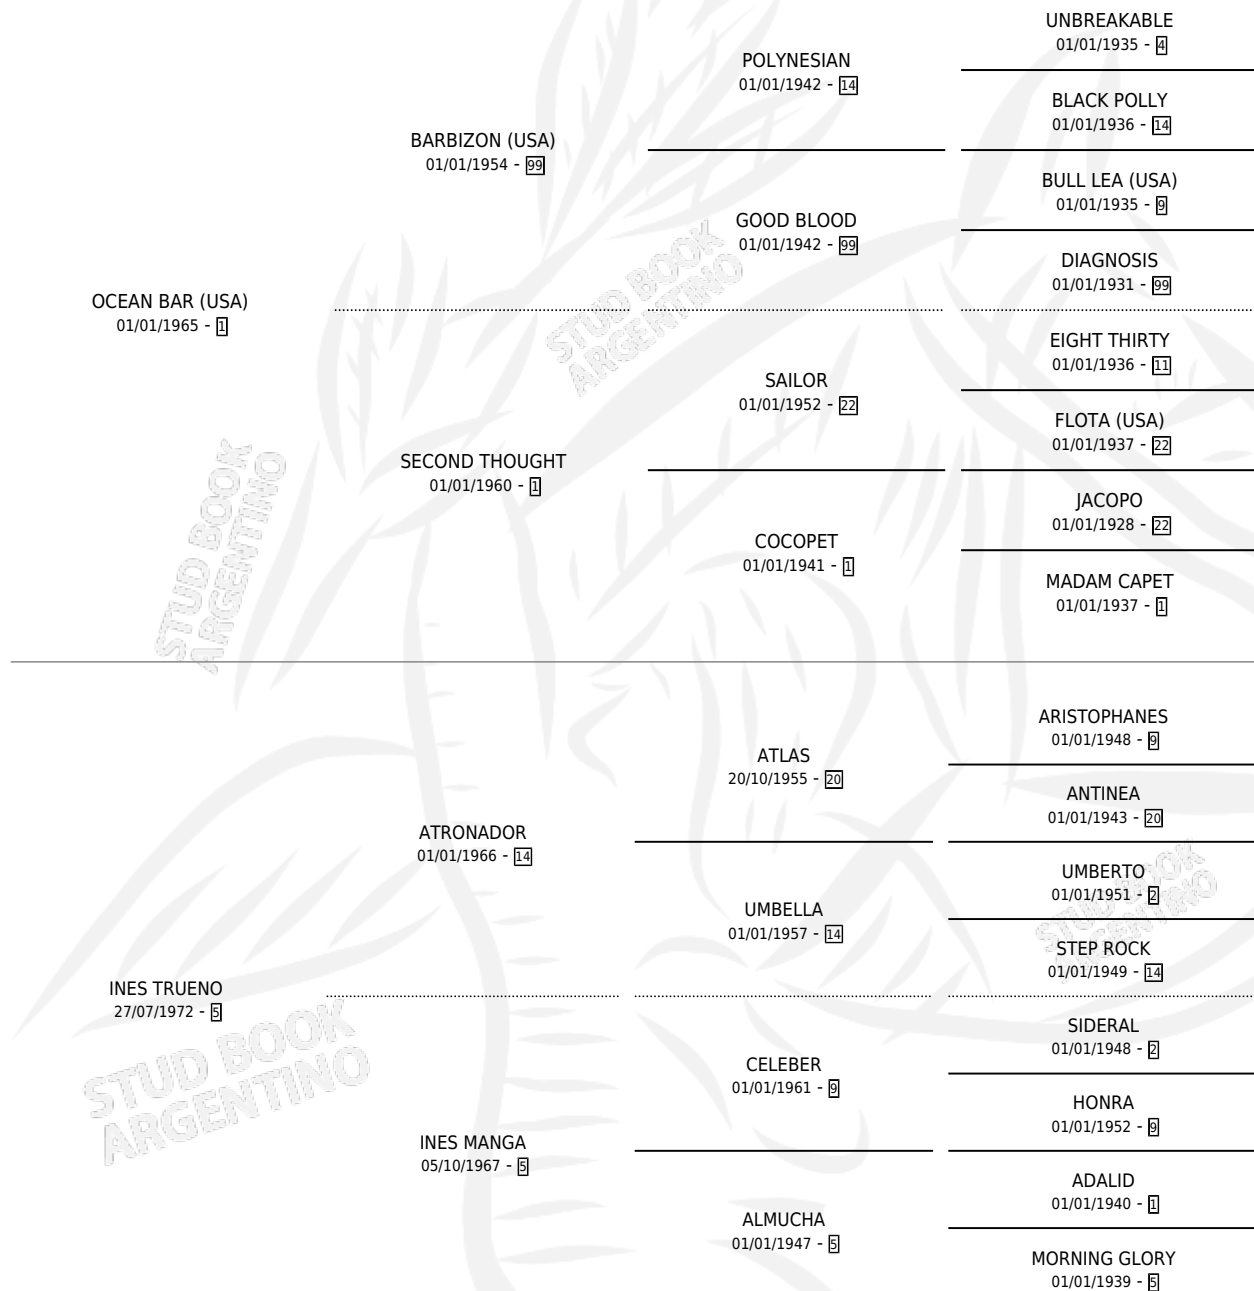 UNBREAKABLE
01/01/1935 - 4
POLYNESIAN
01/01/1942 - 14
BLACK POLLY
01/01/1936 - 14
BARBIZON (USA)
01/01/1954 - 99
BULL LEA (USA)
01/01/1935 - 9
GOOD BLOOD
01/01/1942 - 99
DIAGNOSIS
01/01/1931 - 99
OCEAN BAR (USA)
01/01/1965 - 1
EIGHT THIRTY
01/01/1936 - 11
SAILOR
01/01/1952 - 22
FLOTA (USA)
01/01/1937 - 22
SECOND THOUGHT
01/01/1960 - 1
JACOPO
01/01/1928 - 22
COCOPET
01/01/1941 - 1
MADAM CAPET
01/01/1937 - 1
ARISTOPHANES
01/01/1948 - 9
ATLAS
20/10/1955 - 20
ANTINEA
01/01/1943 - 20
ATRONADOR
01/01/1966 - 14
UMBERTO
01/01/1951 - 2
UMBELLA
01/01/1957 - 14
STEP ROCK
01/01/1949 - 14
INES TRUENO
27/07/1972 - 5
SIDERAL
01/01/1948 - 2
CELEBER
01/01/1961 - 9
HONRA
01/01/1952 - 9
INES MANGA
05/10/1967 - 5
ADALID
01/01/1940 - 1
ALMUCHA
01/01/1947 - 5
MORNING GLORY
01/01/1939 - 5
STUD BOOK
ARGENTINO
STUD BOOK
ARGENTINO
STUD BOOK
ARGENTINO
STUD BOOK
ARGENTINO